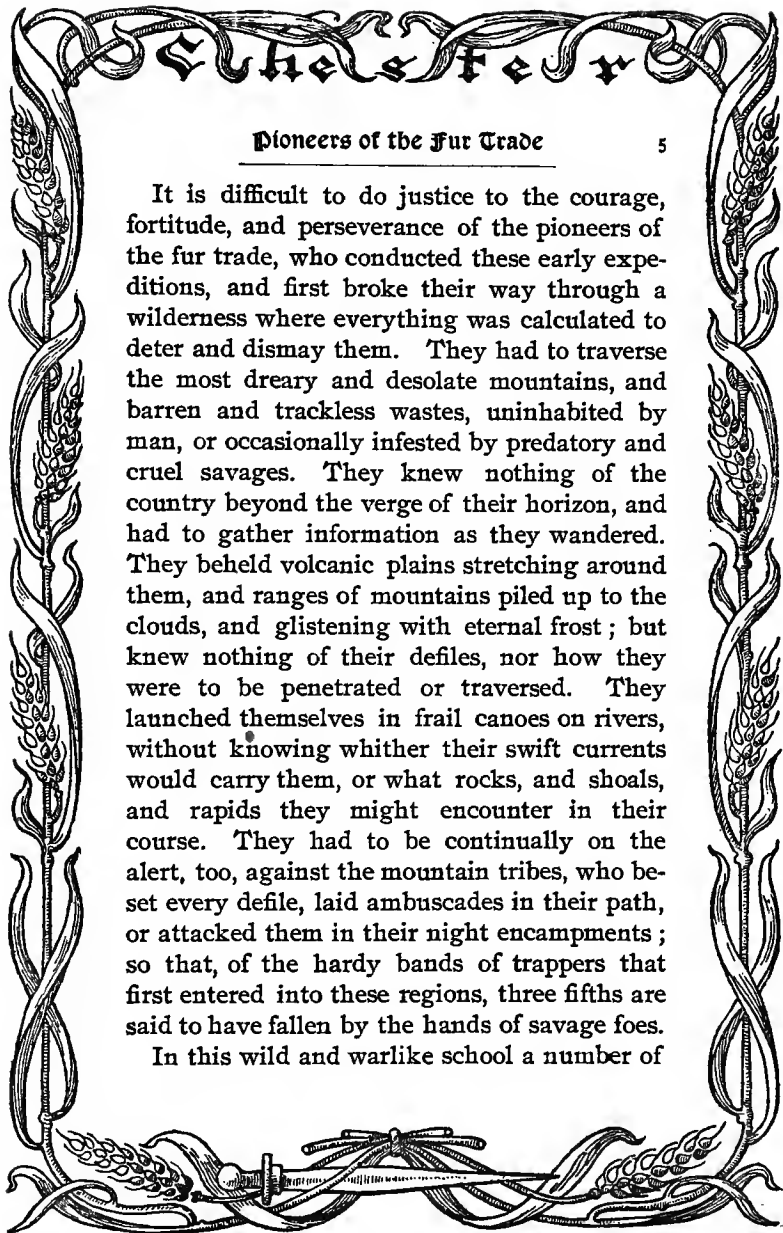 Chester
Pioneers of the Fur Trade 5
It is difficult to do justice to the courage,
fortitude, and perseverance of the pioneers of
the fur trade, who conducted these early expe-
ditions, and first broke their way through a
wilderness where everything was calculated to
deter and dismay them. They had to traverse
the most dreary and desolate mountains, and
barren and trackless wastes, uninhabited by
man, or occasionally infested by predatory and
cruel savages. They knew nothing of the
country beyond the verge of their horizon, and
had to gather information as they wandered.
They beheld volcanic plains stretching around
them, and ranges of mountains piled up to the
clouds, and glistening with eternal frost ; but
knew nothing of their defiles, nor how they
were to be penetrated or traversed. They
launched themselves in frail canoes on rivers,
without knowing whither their swift currents
would carry them, or what rocks, and shoals,
and rapids they might encounter in their
course. They had to be continually on the
alert, too, against the mountain tribes, who be-
set every defile, laid ambuscades in their path,
or attacked them in their night encampments ;
so that, of the hardy bands of trappers that
first entered into these regions, three fifths are
said to have fallen by the hands of savage foes.
In this wild and warlike school a number of